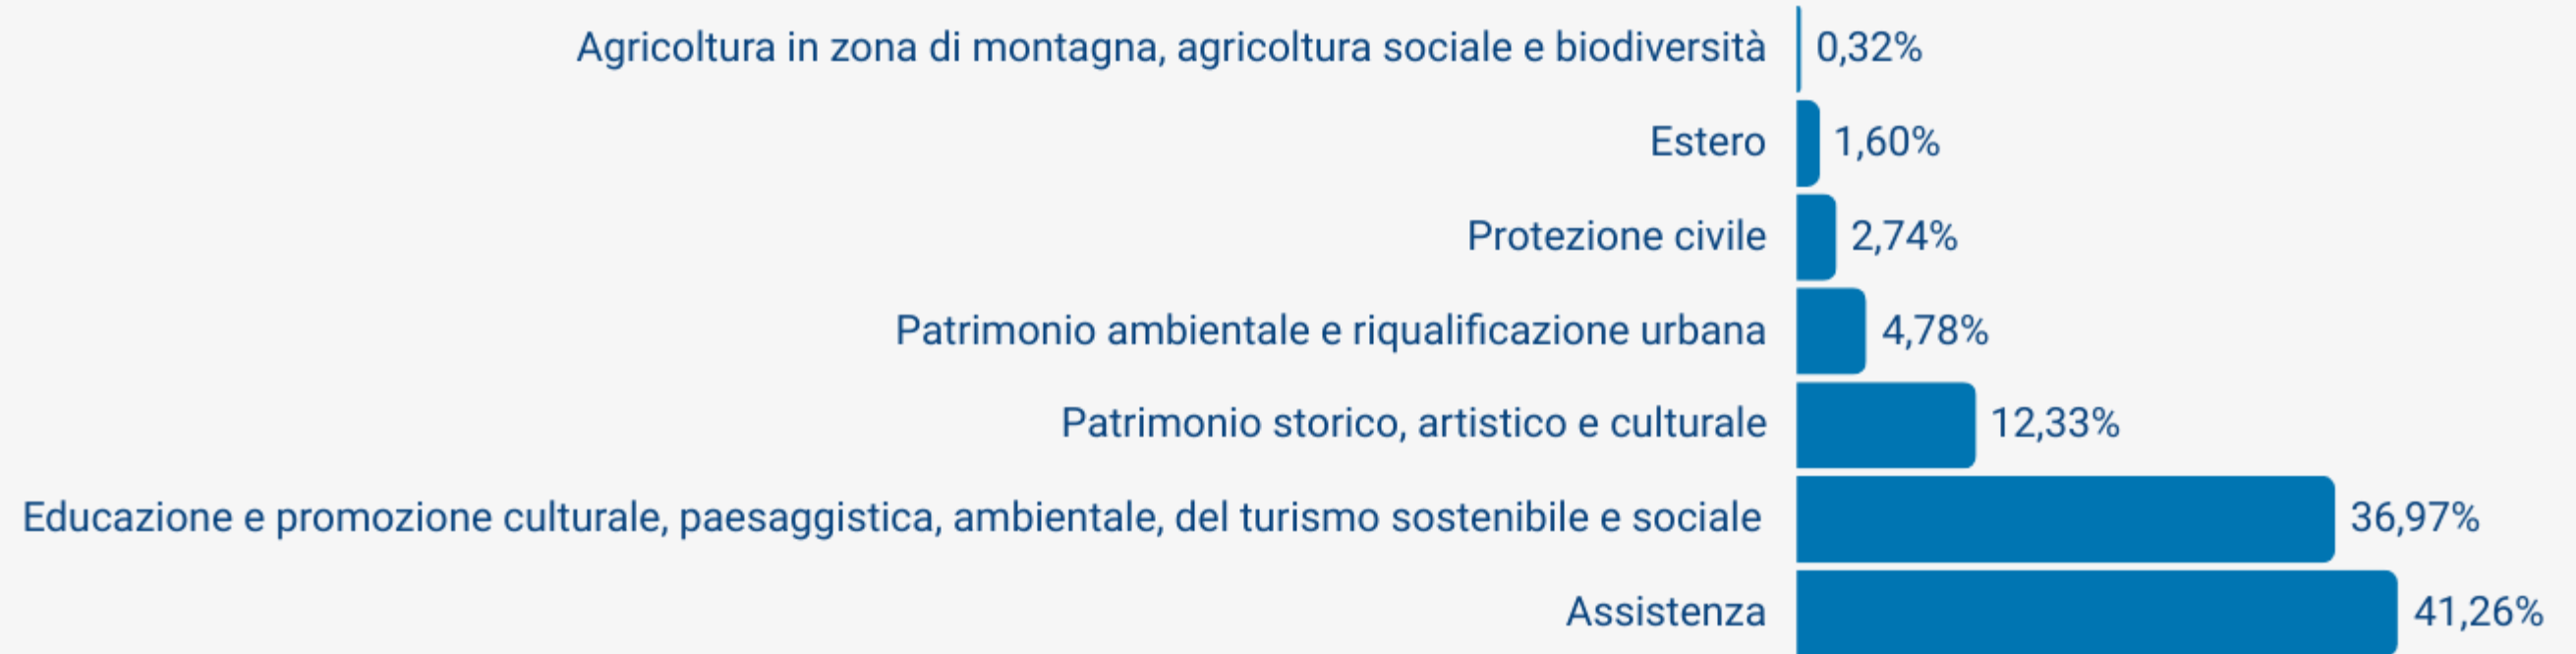 Agricoltura in zona di montagna, agricoltura sociale e biodiversità 0,32%
Estero 1,60%
Protezione civile 2,74%
Patrimonio ambientale e riqualificazione urbana 4,78%
Patrimonio storico, artistico e culturale 12,33%
Educazione e promozione culturale, paesaggistica, ambientale, del turismo sostenibile e sociale 36,97%
Assistenza 41,26%